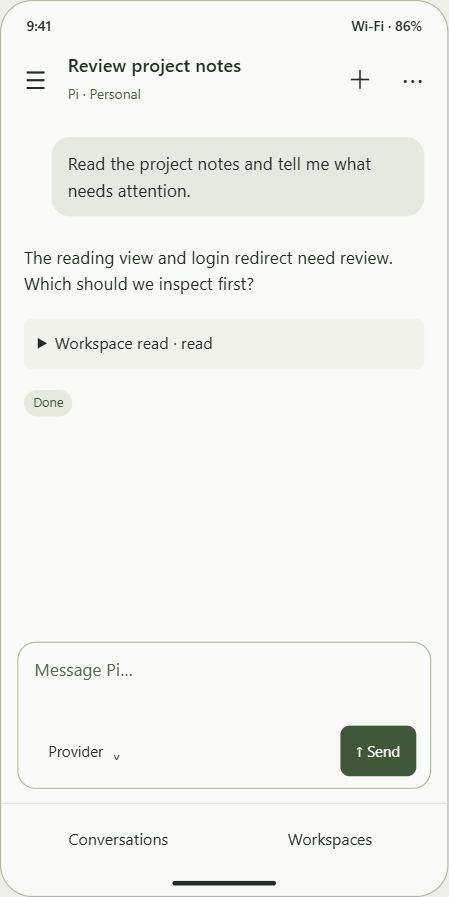 9:41
Wi-Fi · 86%
Review project notes
Pi · Personal
Read the project notes and tell me what
needs attention.
The reading view and login redirect need review.
Which should we inspect first?
▶ Workspace read · read
Done
Message Pi...
Provider
↑ Send
Conversations
Workspaces